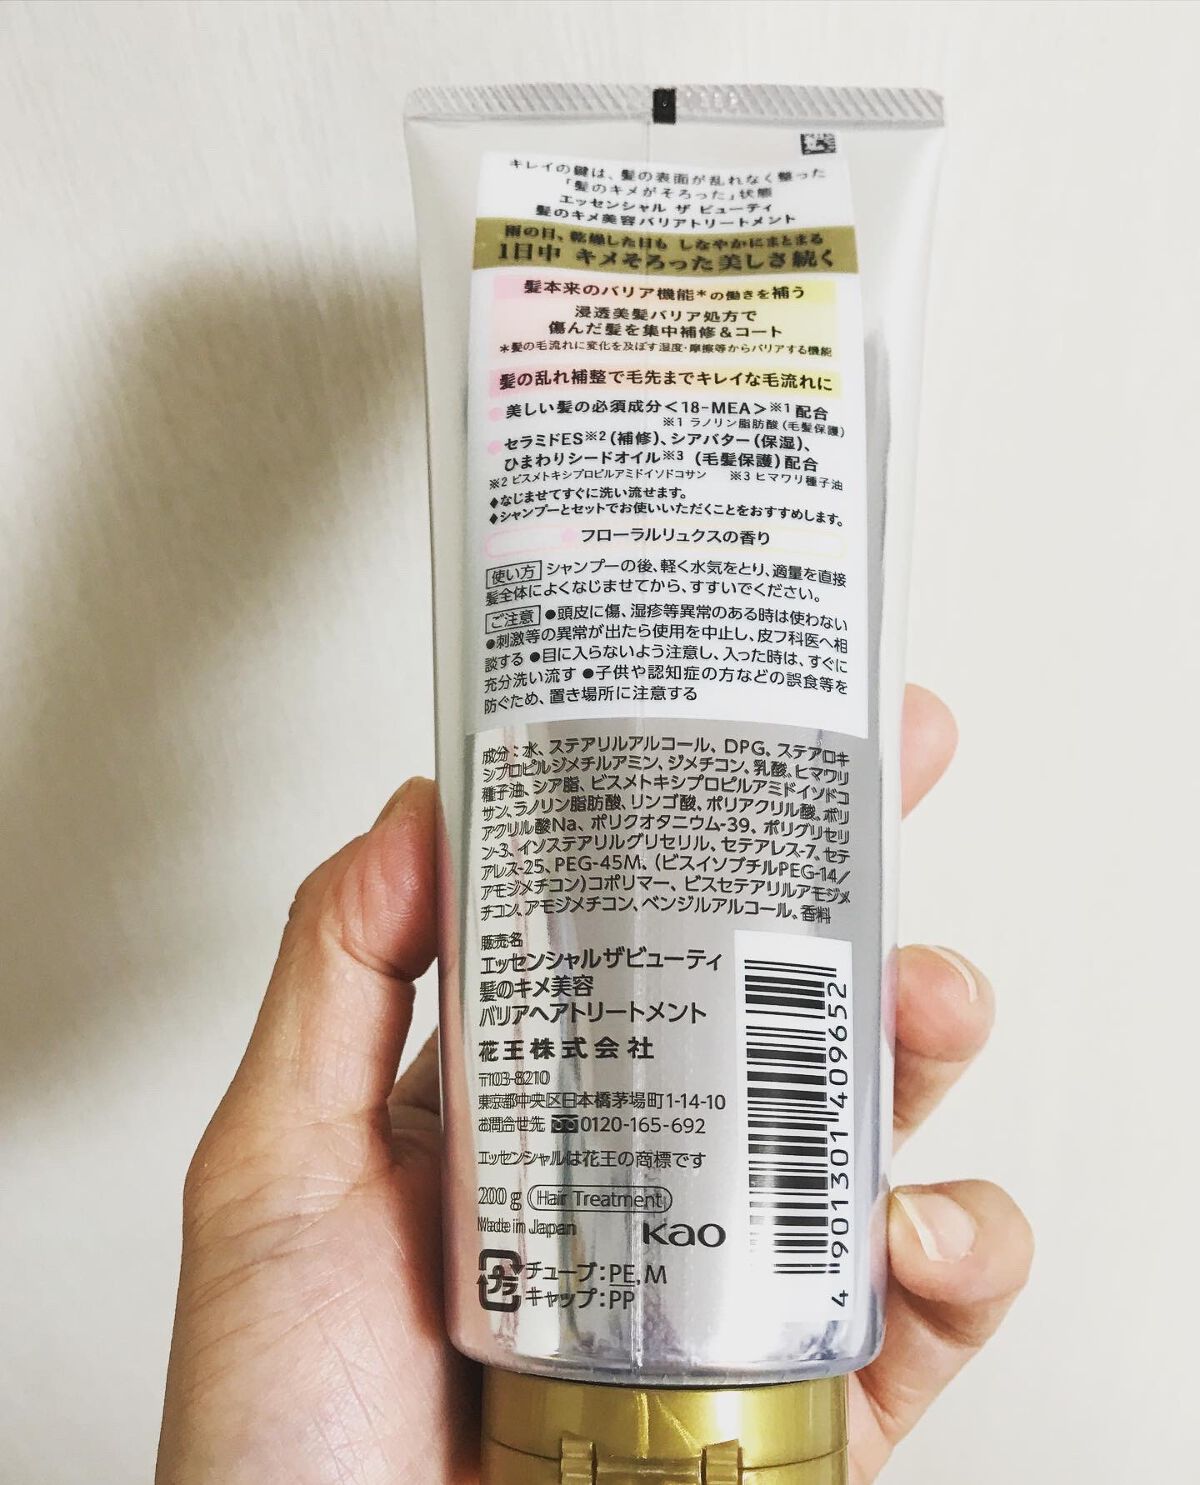 キレイの鍵は、髪の表面が乱れなく整った
「髪のキメがそろった」状態
エッセンシャル ザ ビューティ
髪のキメ美容バリアトリートメント
雨の日、乾燥した日も しなやかにまとまる
1日中 キメそろった美しさ続く
髪本来のバリア機能*の働きを補う
浸透美髪バリア処方で
傷んだ髪を集中補修&コート
*髪の毛流れに変化を及ぼす湿度・摩擦等からバリアする機能
髪の乱れ補整で毛先までキレイな毛流れに
美しい髪の必須成分<18-MEA>※1配合
※1 ラノリン脂肪酸(毛髪保護)
セラミドES※2(補修)、シアバター(保湿)、
ひまわりシードオイル※3 (毛髪保護)配合
※2 ビスメトキシプロピルアミドイソドコサン ※3 ヒマワリ種子油
♦なじませてすぐに洗い流せます。
♦シャンプーとセットでお使いいただくことをおすすめします。
フローラルリュクスの香り
使い方 シャンプーの後、軽く水気をとり、適量を直接
髪全体によくなじませてから、すすいでください。
ご注意 ●頭皮に傷、湿疹等異常のある時は使わない
●刺激等の異常が出たら使用を中止し、皮フ科医へ相
談する ●目に入らないよう注意し、入った時は、すぐに
充分洗い流す ●子供や認知症の方などの誤食等を
防ぐため、置き場所に注意する
成分：水、ステアリルアルコール、DPG、ステアロキ
シプロピルジメチルアミン、ジメチコン、乳酸、ヒマワリ
種子油、シア脂、ビスメトキシプロピルアミドイソドコ
サン、ラノリン脂肪酸、リンゴ酸、ポリアクリル酸、ポリ
アクリル酸Na、ポリクオタニウム-39、ポリグリセリ
ン-3、イソステアリルグリセリル、セテアレス-7、セテ
アレス-25、PEG-45M、(ビスイソブチルPEG-14/
アモジメチコン)コポリマー、ビスセテアリルアモジメ
チコン、アモジメチコン、ベンジルアルコール、香料
販売名
エッセンシャルザビューティ
髪のキメ美容
バリアヘアトリートメント
花王株式会社
〒103-8210
東京都中央区日本橋茅場町1-14-10
お問合せ先 0120-165-692
エッセンシャルは花王の商標です
200 g Hair Treatment
Made in Japan
Kao
プラ チューブ:PE,M
キャップ:PP
4 901301 409652